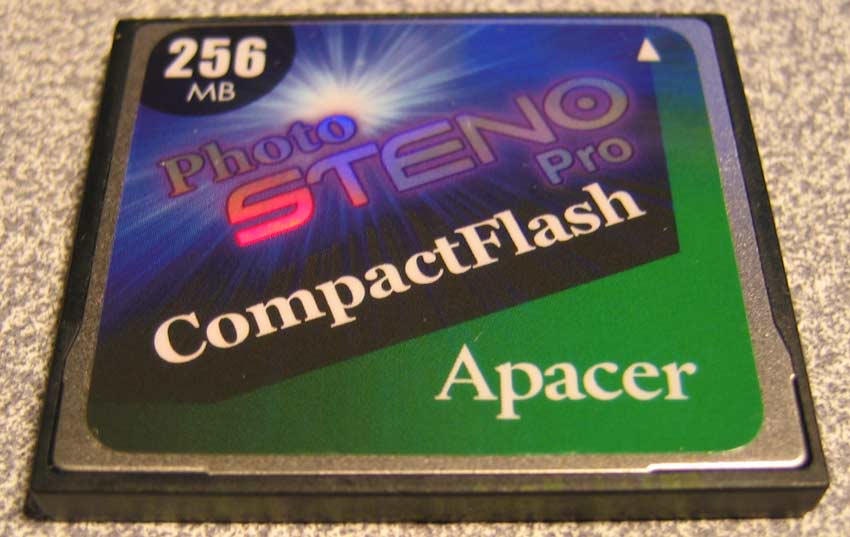 256
MB
Photo
STENO
Pro
CompactFlash
Apacer